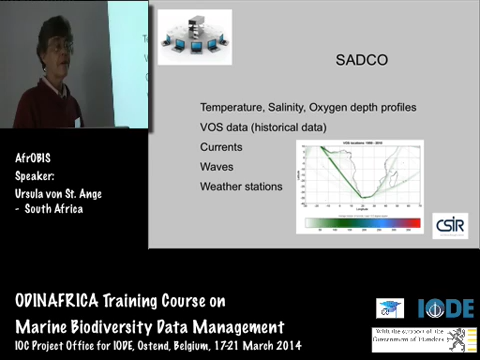 SADCO
Temperature, Salinity, Oxygen depth profiles
VOS data (historical data)
Currents
Waves
Weather stations
CSIR
AfrOBIS
Speaker:
Ursula von St. Ange
- South Africa
ODINAFRICA Training Course on
Marine Biodiversity Data Management
IOC Project Office for IODE, Ostend, Belgium, 17-21 March 2014
IODE
With the support of the
Government of Flanders